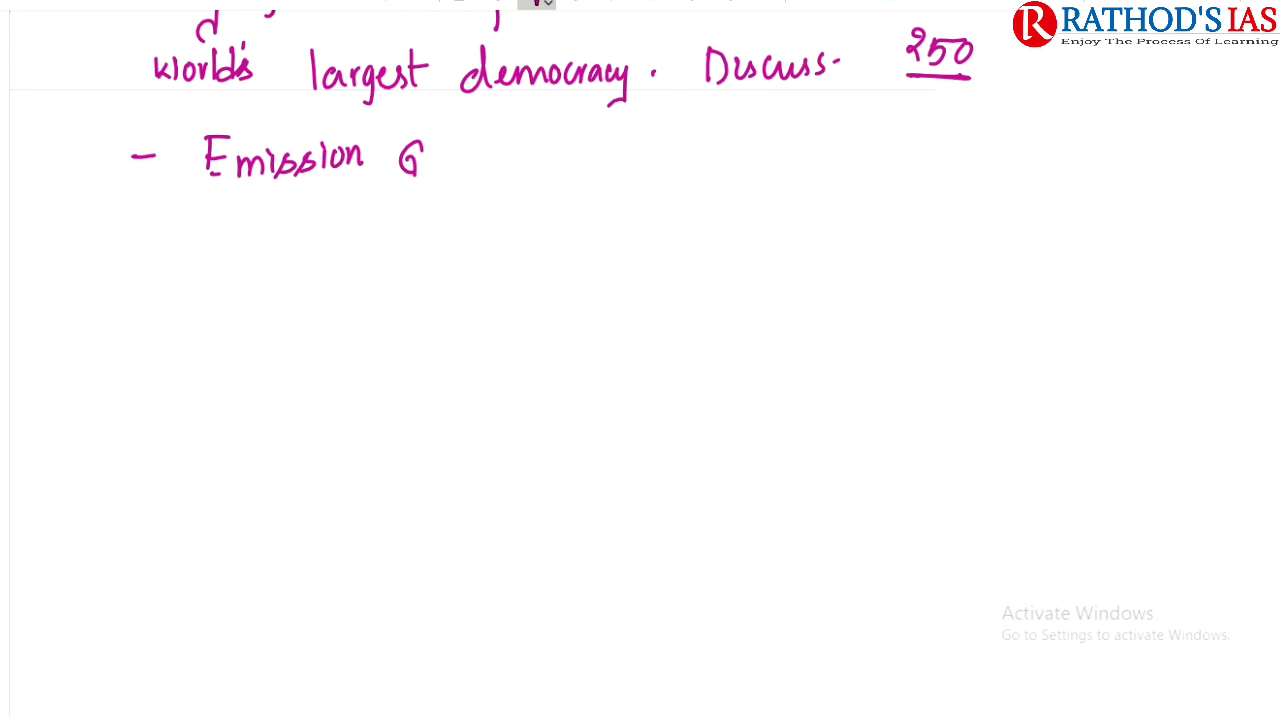 RATHOD'S IAS
Enjoy The Process Of Learning
world's largest democracy. Discuss. 250
- Emission G
Activate Windows
Go to Settings to activate Windows.